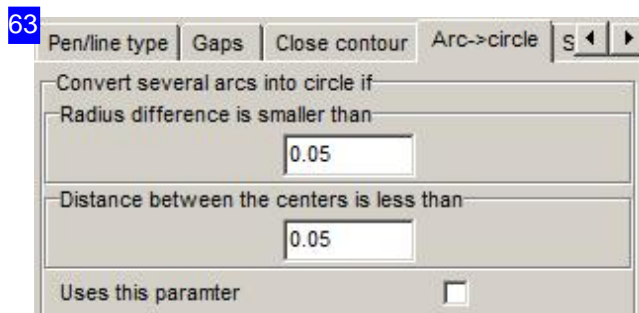 63
Pen/line type Gaps Close contour Arc->circle S
Convert several arcs into circle if
Radius difference is smaller than
0.05
Distance between the centers is less than
0.05
Uses this paramter